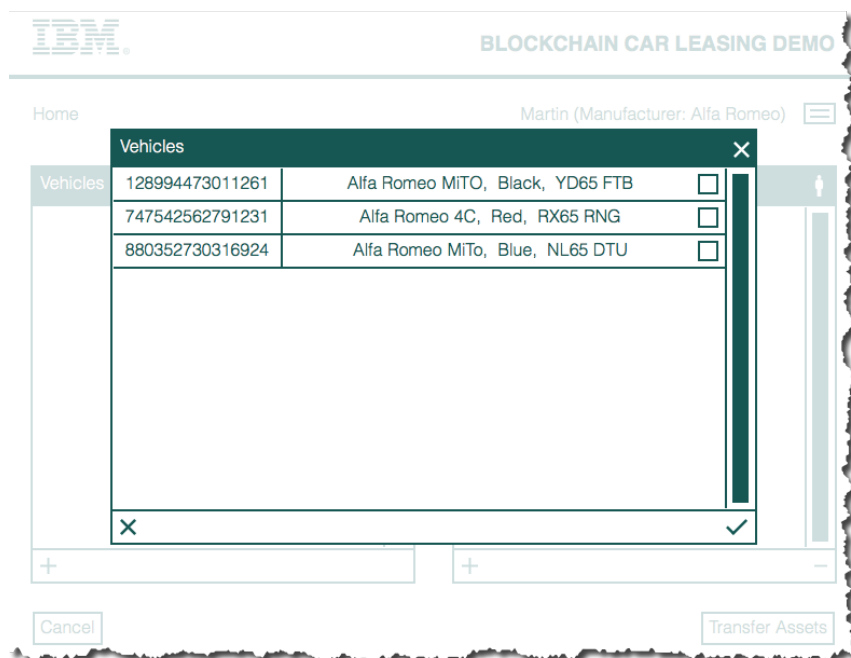 IBM.
BLOCKCHAIN CAR LEASING DEMO
Home
Martin (Manufacturer: Alfa Romeo)
Vehicles
Vehicles
128994473011261 Alfa Romeo MiTO, Black, YD65 FTB
747542562791231 Alfa Romeo 4C, Red, RX65 RNG
880352730316924 Alfa Romeo MiTo, Blue, NL65 DTU
Cancel
Transfer Assets